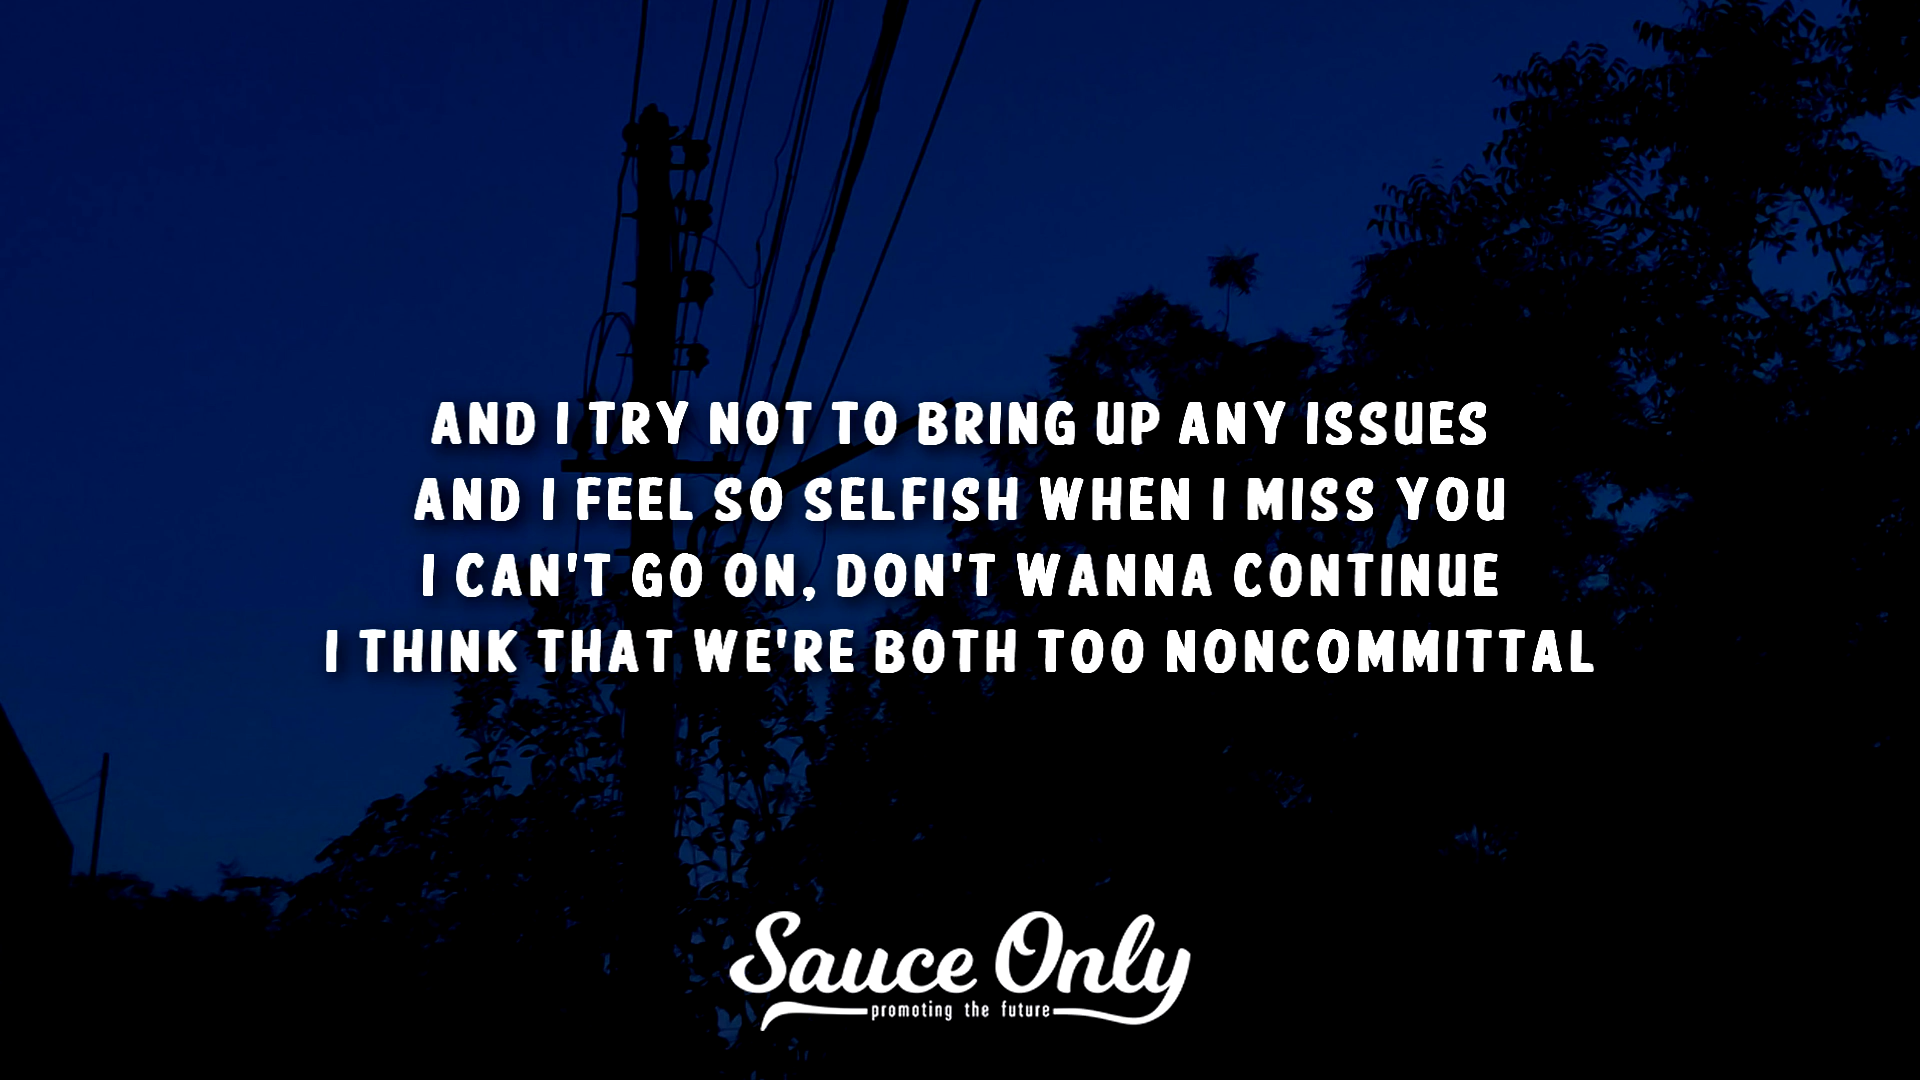 AND I TRY NOT TO BRING UP ANY ISSUES
AND I FEEL SO SELFISH WHEN I MISS YOU
I CAN'T GO ON, DON'T WANNA CONTINUE
I THINK THAT WE'RE BOTH TOO NONCOMMITTAL
Sauce Only
promoting the future